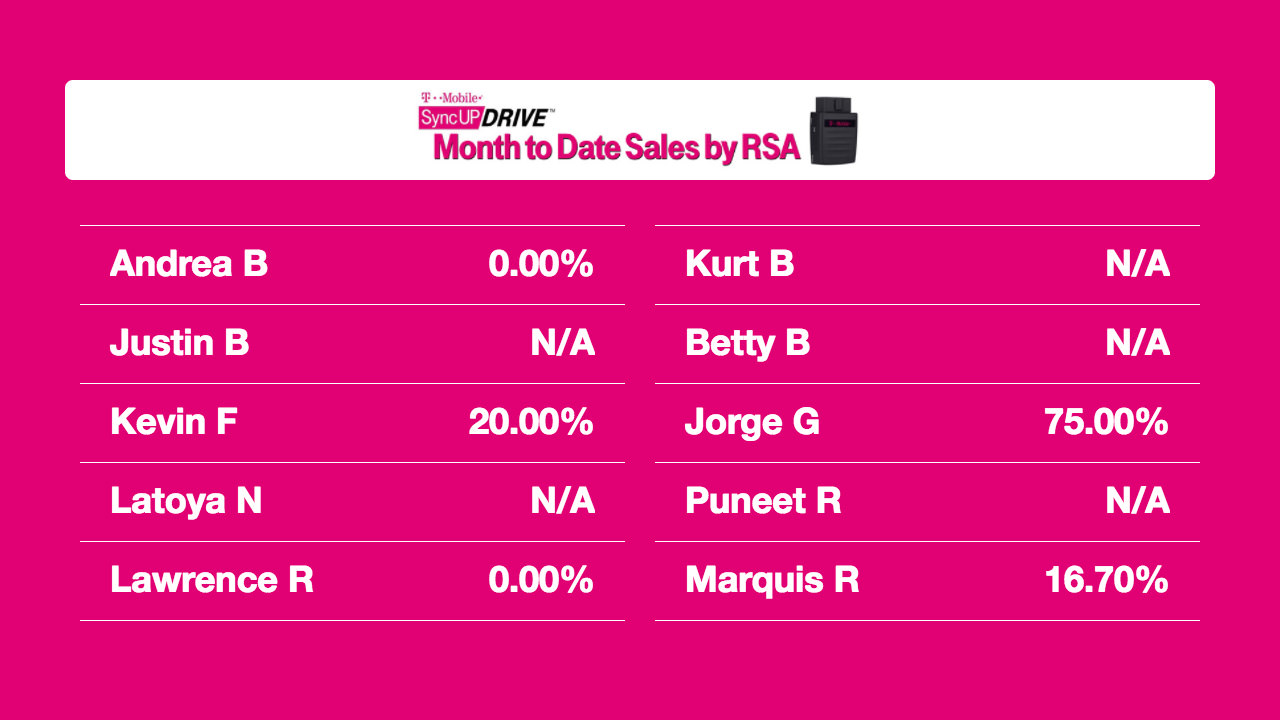 T··Mobile·
SyncUP DRIVE™
Month to Date Sales by RSA
Andrea B 0.00%
Justin B N/A
Kevin F 20.00%
Latoya N N/A
Lawrence R 0.00%
Kurt B N/A
Betty B N/A
Jorge G 75.00%
Puneet R N/A
Marquis R 16.70%